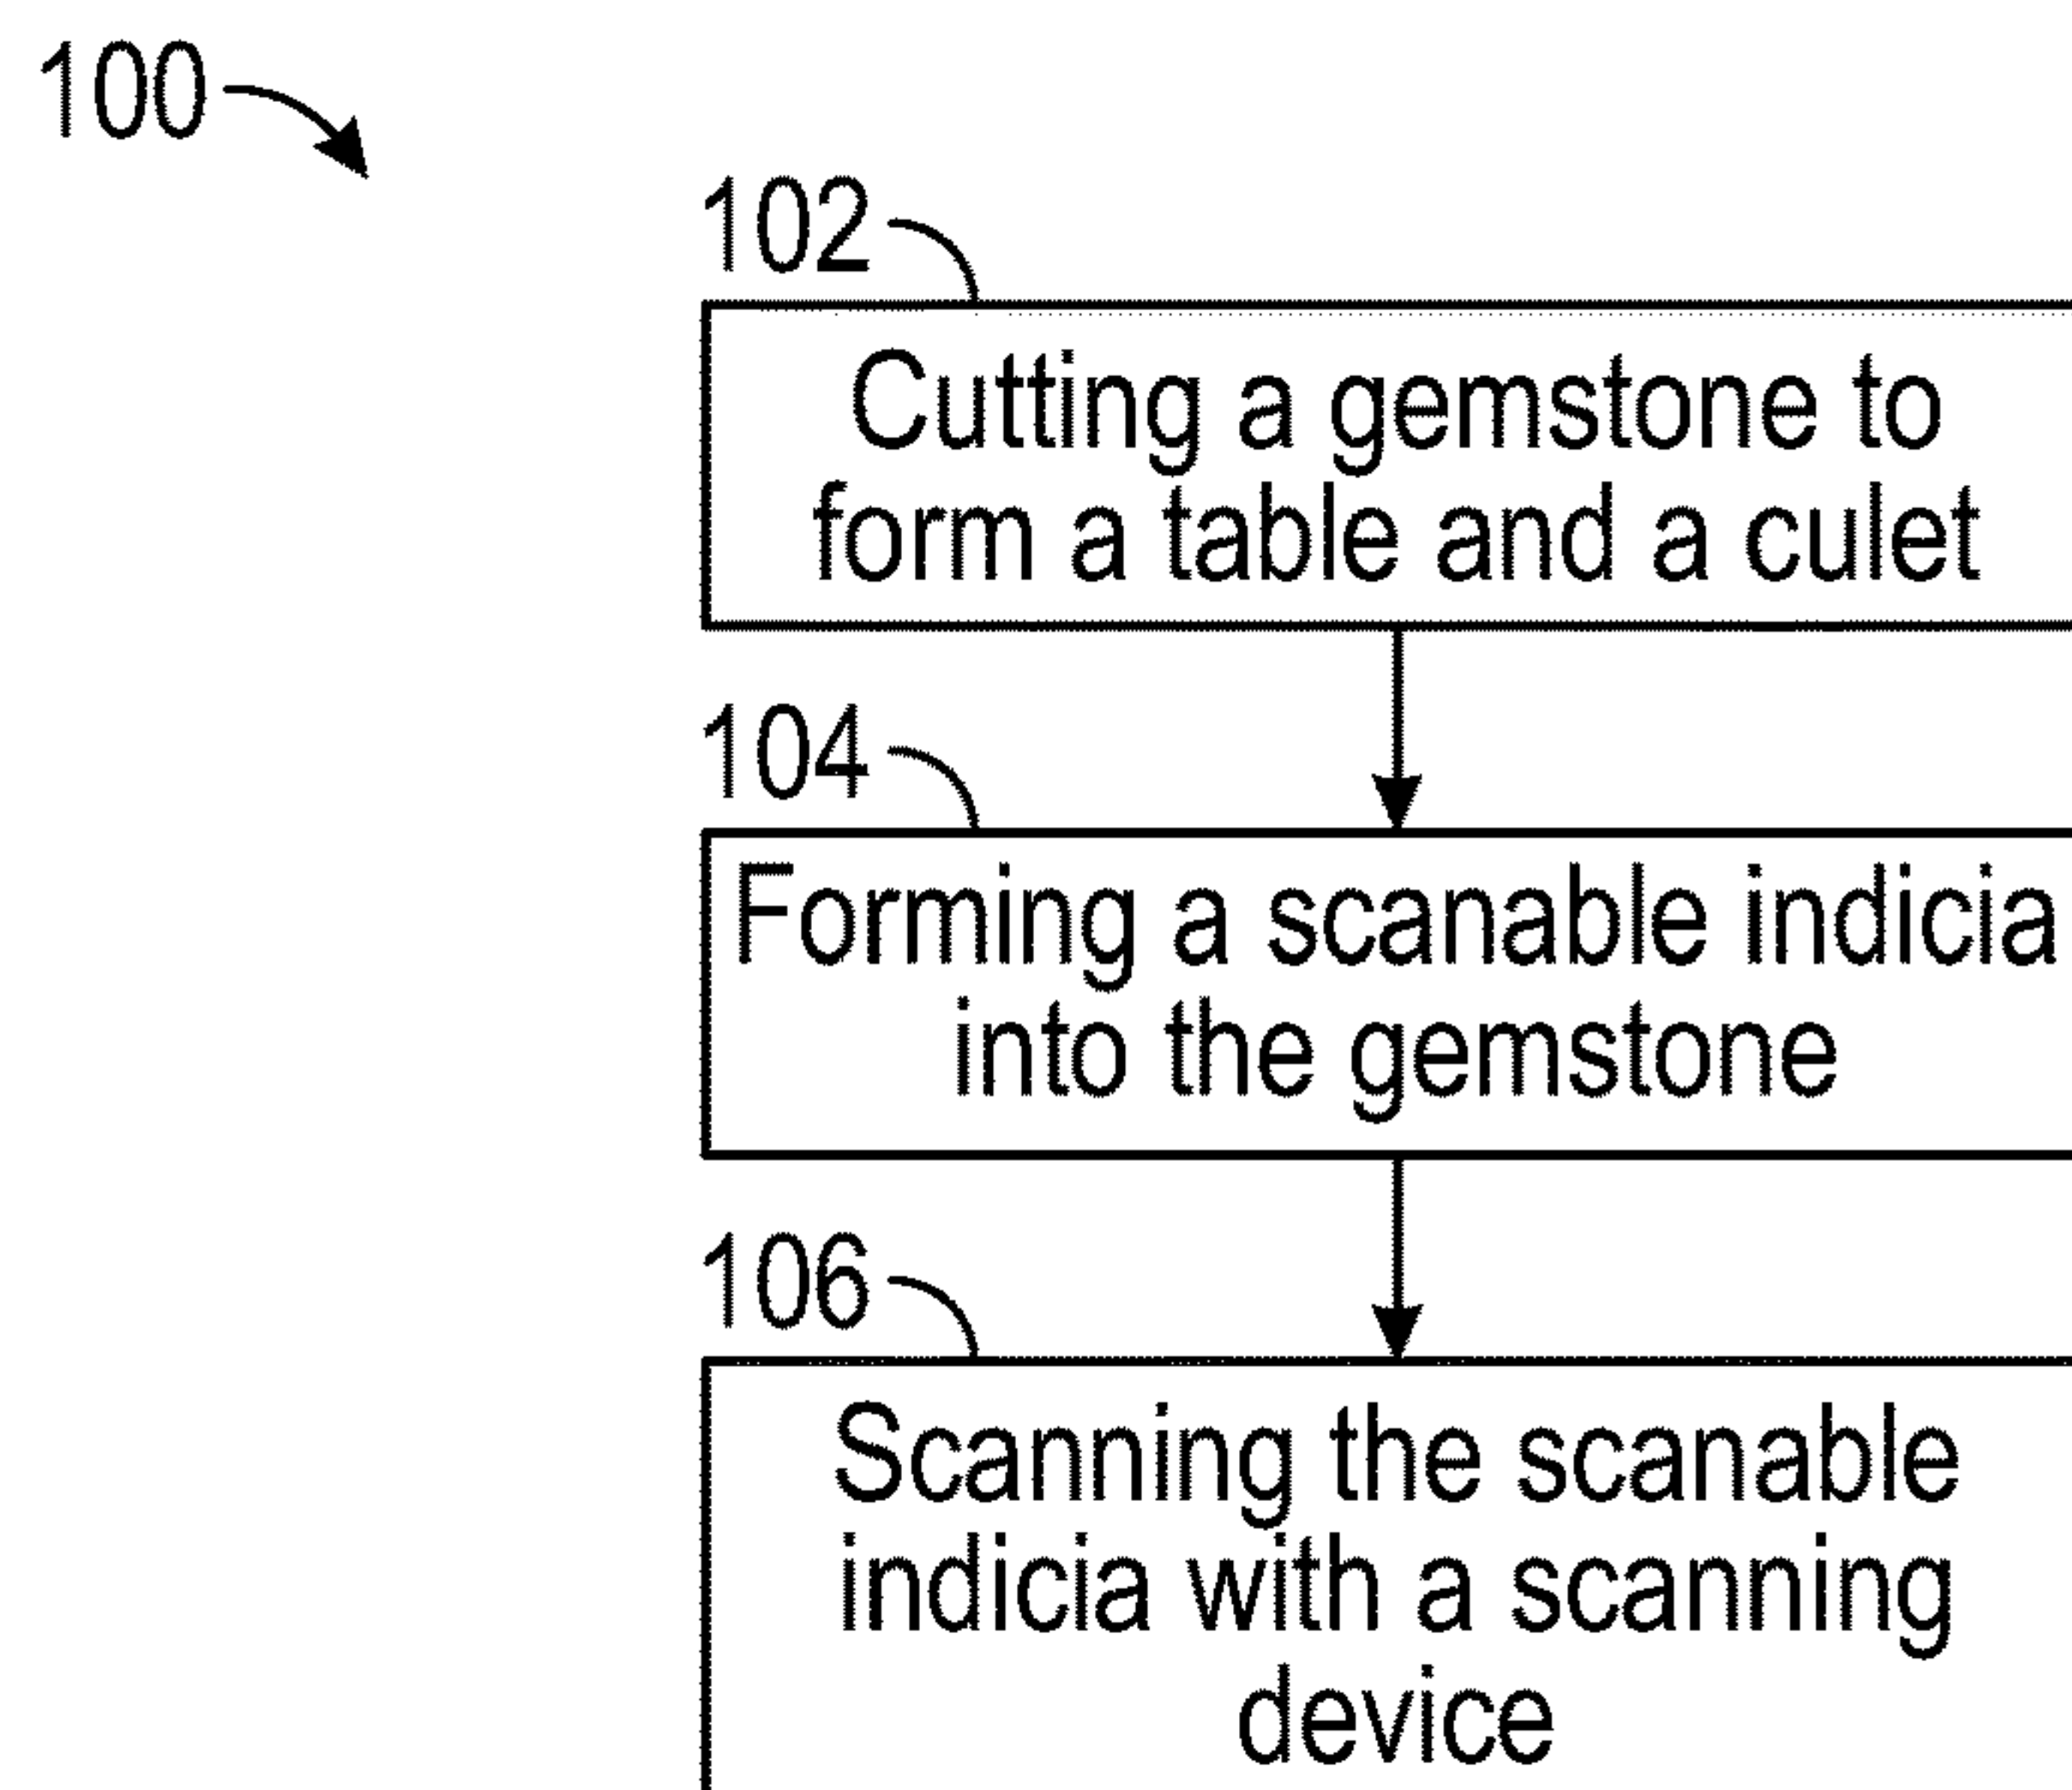 100
102
Cutting a gemstone to
form a table and a culet
104
Forming a scanable indicia
into the gemstone
106
Scanning the scanable
indicia with a scanning
device